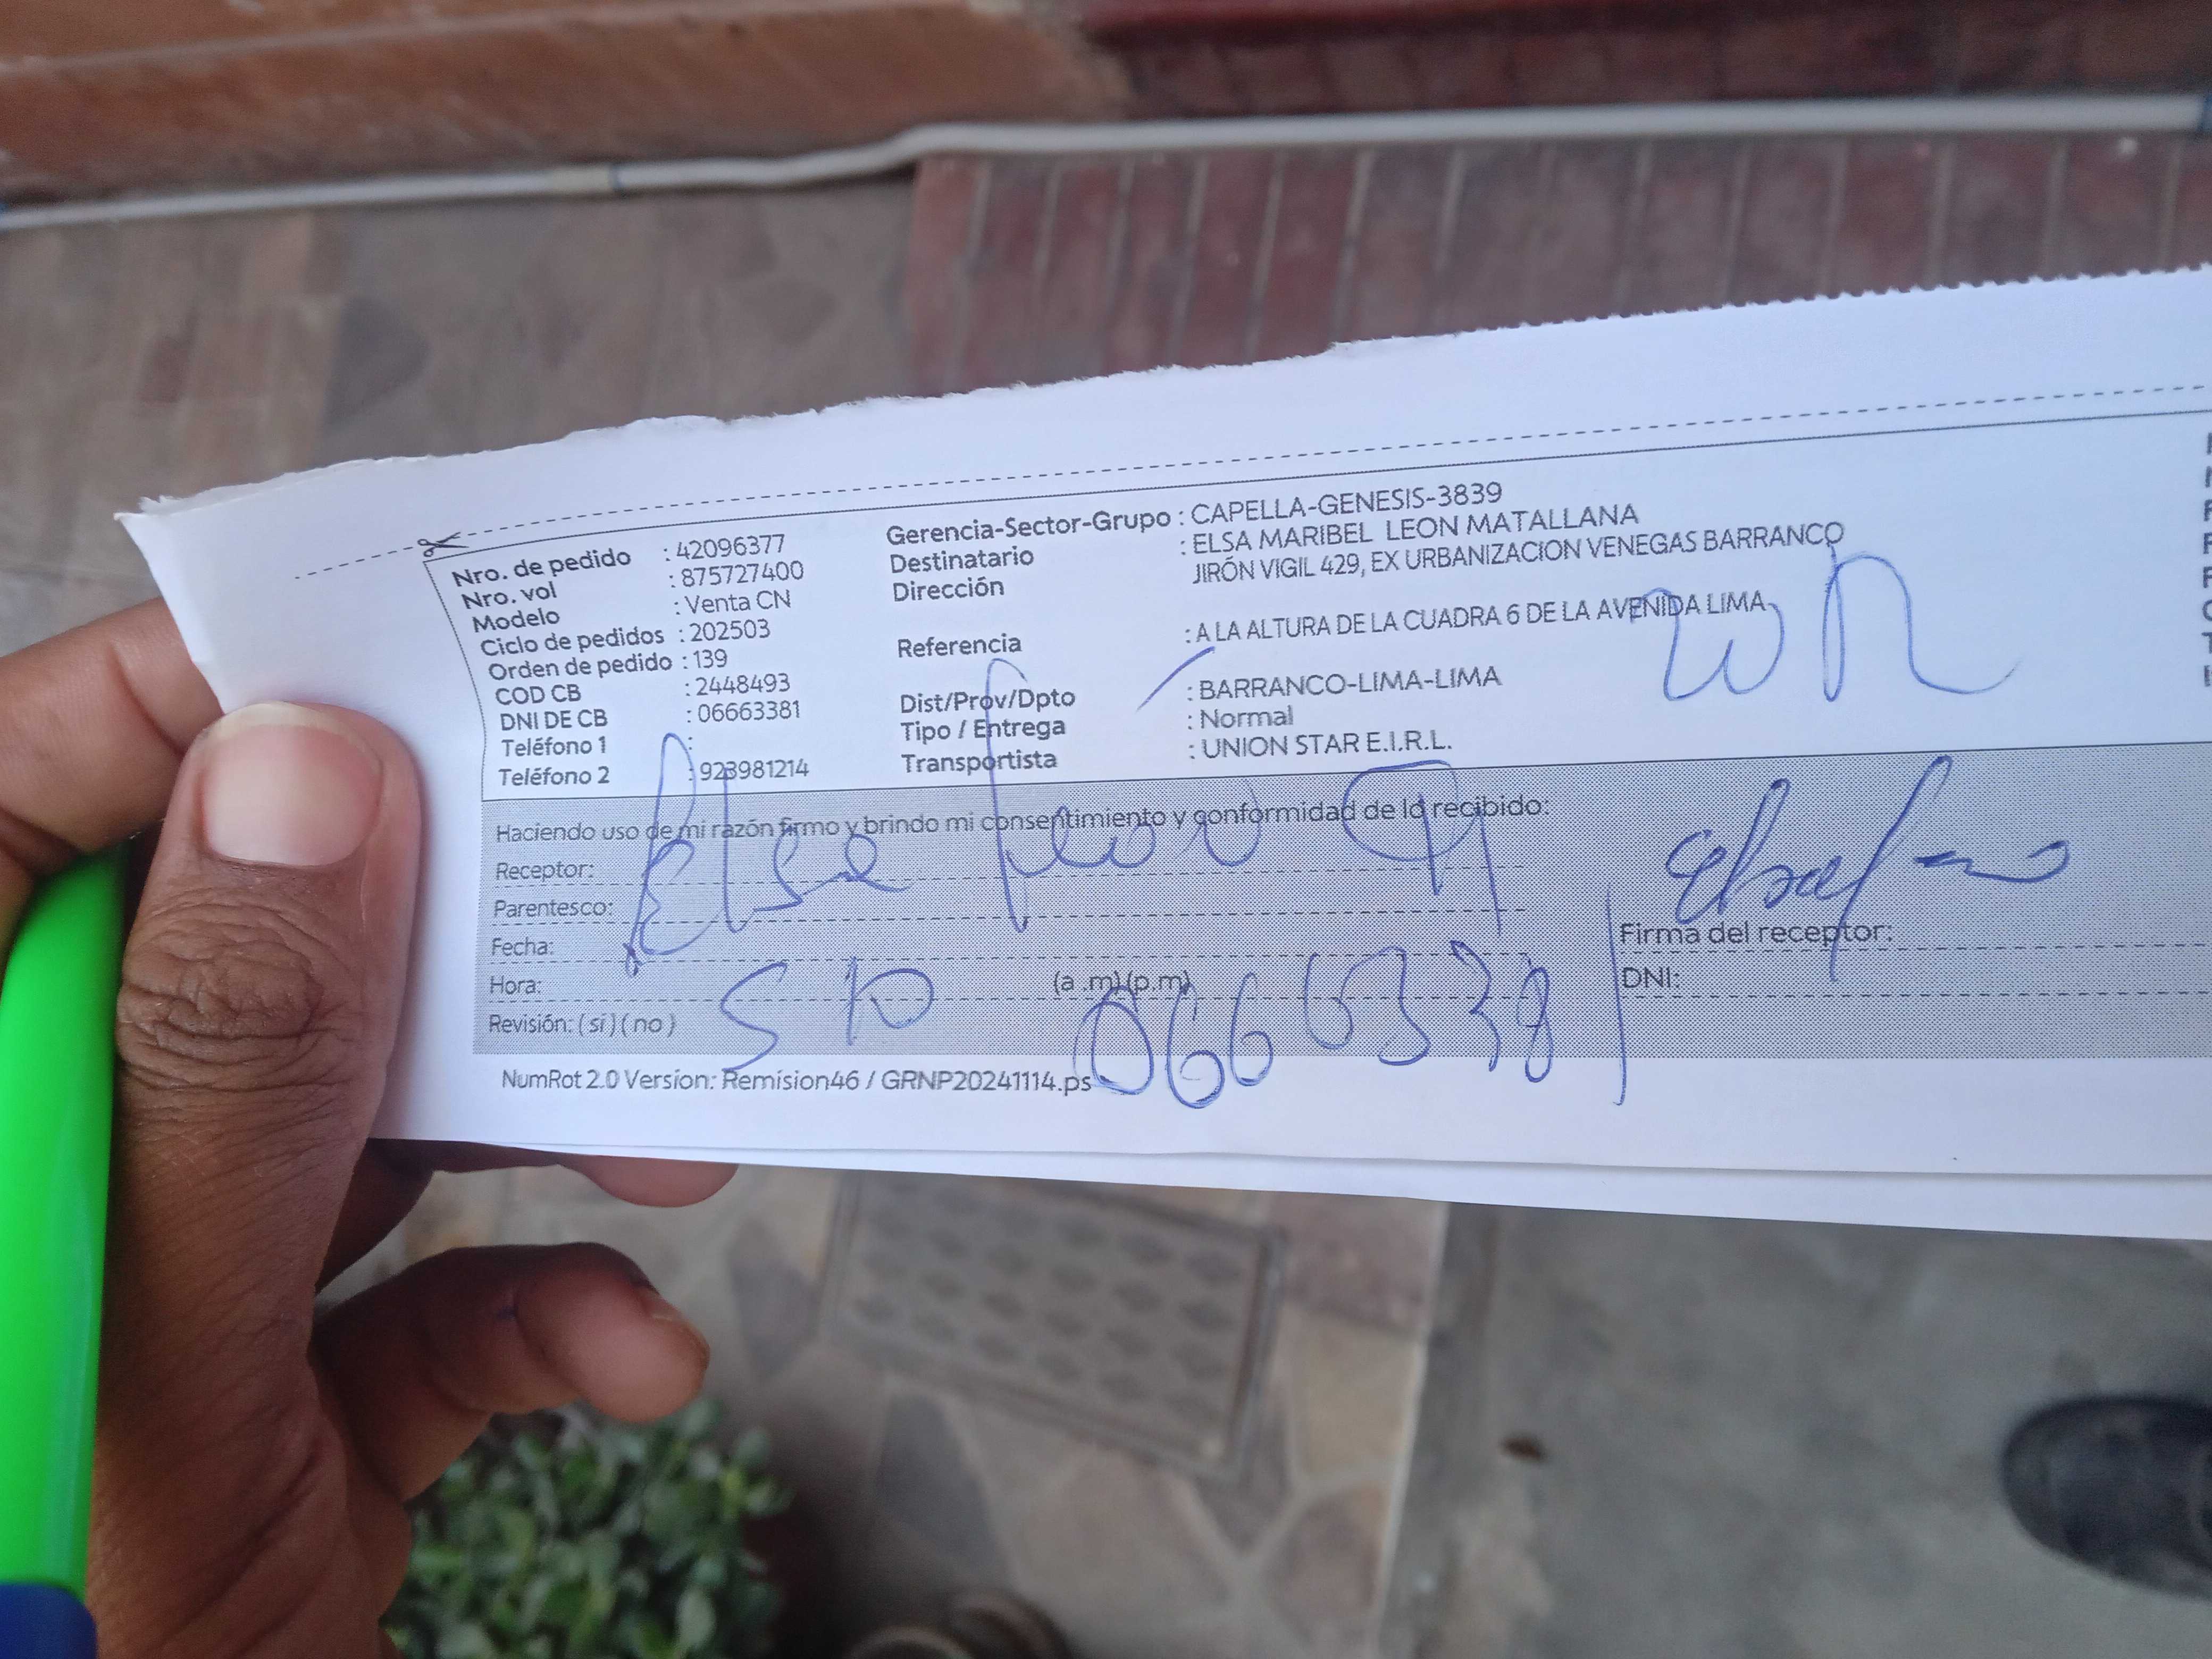 Nro. de pedido : 42096377
Nro. vol : 875727400
Modelo : Venta CN
Ciclo de pedidos : 202503
Orden de pedido : 139
COD CB : 2448493
DNI DE CB : 06663381
Teléfono 1 :
Teléfono 2 : 923981214
Gerencia-Sector-Grupo : CAPELLA-GENESIS-3839
Destinatario : ELSA MARIBEL LEON MATALLANA
Dirección JIRÓN VIGIL 429, EX URBANIZACION VENEGAS BARRANCO
Referencia : A LA ALTURA DE LA CUADRA 6 DE LA AVENIDA LIMA
Dist/Prov/Dpto : BARRANCO-LIMA-LIMA
Tipo / Entrega : Normal
Transportista : UNION STAR E.I.R.L.
Haciendo uso de mi razón firmo y brindo mi consentimiento y conformidad de lo recibido:
Receptor: Elsa Leon M
Parentesco:
Fecha:
Hora: (a .m)(p.m)
Revisión: ( si ) ( no )
06663381
Firma del receptor:
DNI:
NumRot 2.0 Version: Remision46 / GRNP20241114.ps